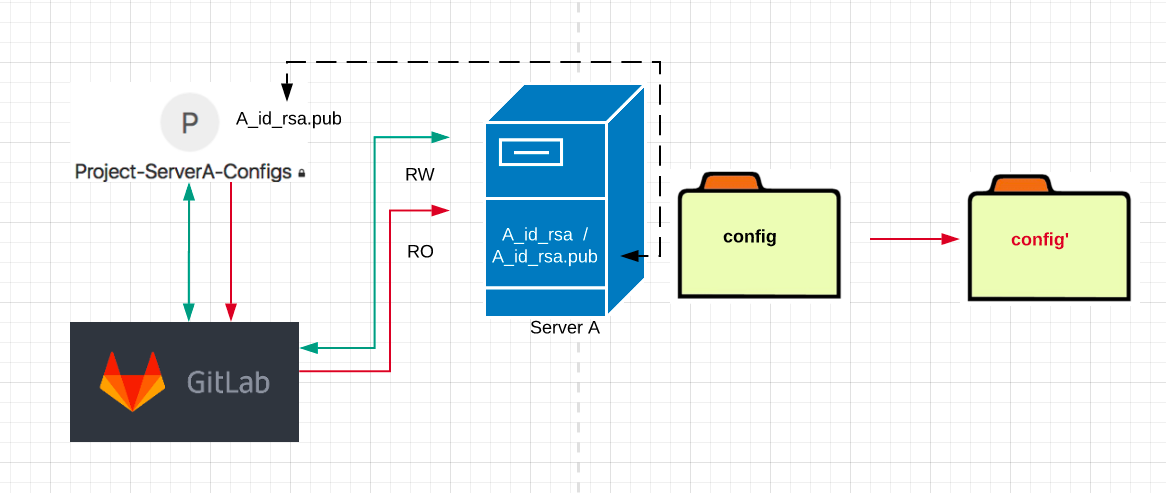 A_id_rsa.pub
P
Project-ServerA-Configs
RW
RO
A_id_rsa /
A_id_rsa.pub
Server A
config
config'
GitLab